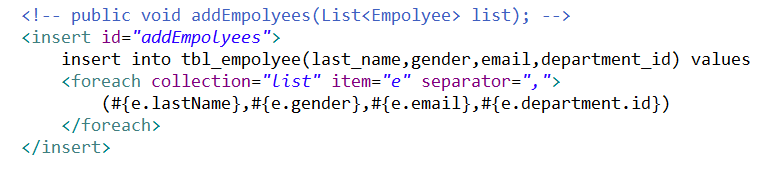 <!-- public void addEmpolyees(List<Empolyee> list); -->
<insert id="addEmpolyees">
    insert into tbl_empolyee(last_name,gender,email,department_id) values
    <foreach collection="list" item="e" separator=",">
        (#{e.lastName},#{e.gender},#{e.email},#{e.department.id})
    </foreach>
</insert>